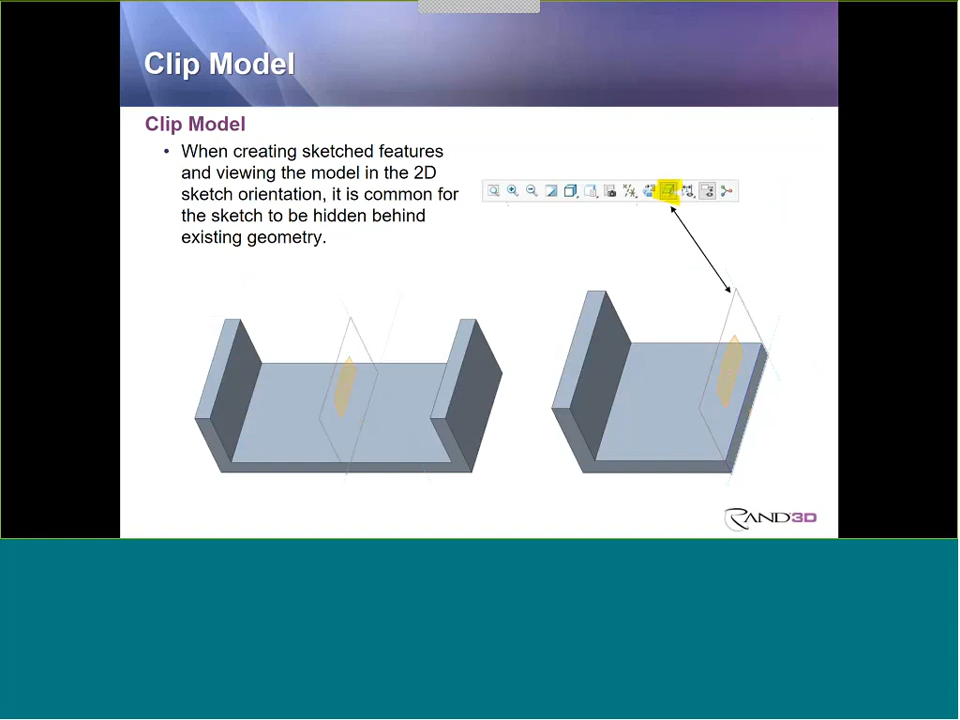 Clip Model
Clip Model
• When creating sketched features
and viewing the model in the 2D
sketch orientation, it is common for
the sketch to be hidden behind
existing geometry.
RAND3D